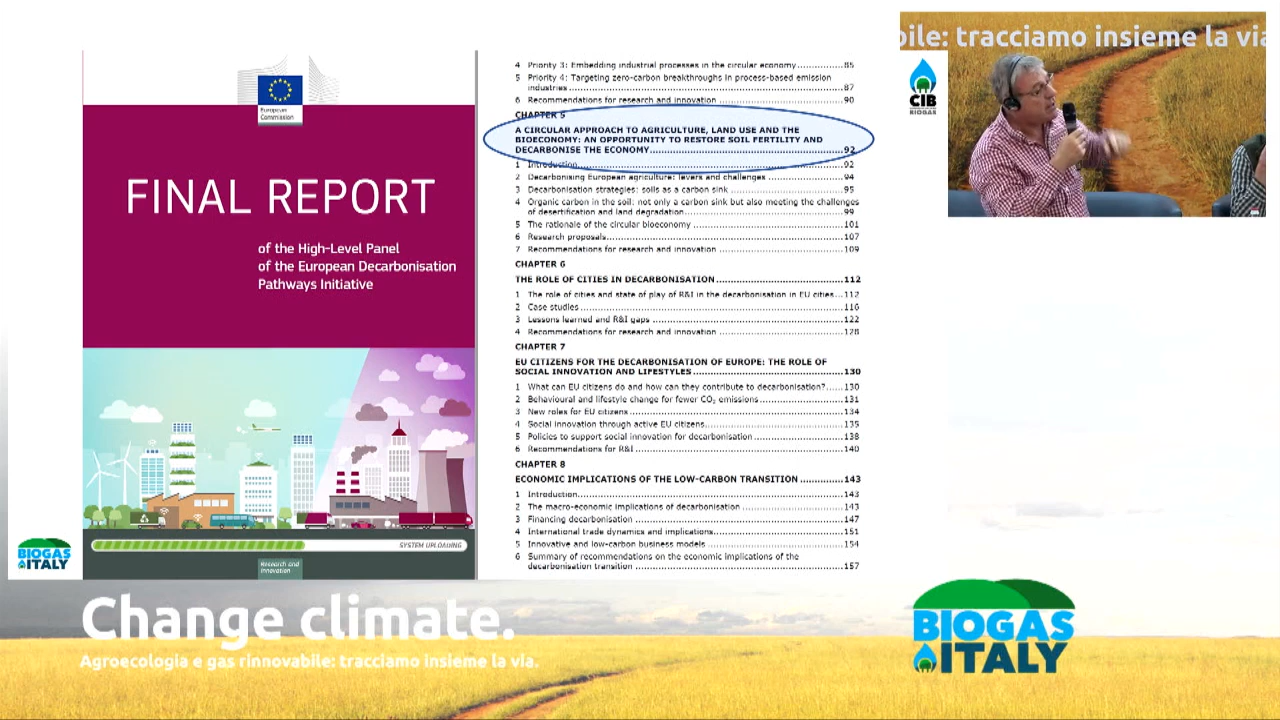 bile: tracciamo insieme la via
CIB
BIOGAS
European
Commission
FINAL REPORT
of the High-Level Panel
of the European Decarbonisation
Pathways Initiative
SYSTEM UPLOADING
Research and
Innovation
4 Priority 3: Embedding industrial processes in the circular economy 85
5 Priority 4: Targeting zero-carbon breakthroughs in process-based emission
industries 87
6 Recommendations for research and innovation 90
CHAPTER 5
A CIRCULAR APPROACH TO AGRICULTURE, LAND USE AND THE
BIOECONOMY: AN OPPORTUNITY TO RESTORE SOIL FERTILITY AND
DECARBONISE THE ECONOMY 92
1 Introduction 92
2 Decarbonising European agriculture: levers and challenges 94
3 Decarbonisation strategies: soils as a carbon sink 95
4 Organic carbon in the soil: not only a carbon sink but also meeting the challenges
of desertification and land degradation 99
5 The rationale of the circular bioeconomy 101
6 Research proposals 107
7 Recommendations for research and innovation 109
CHAPTER 6
THE ROLE OF CITIES IN DECARBONISATION 112
1 The role of cities and state of play of R&I in the decarbonisation in EU cities 112
2 Case studies 116
3 Lessons learned and R&I gaps 122
4 Recommendations for research and innovation 128
CHAPTER 7
EU CITIZENS FOR THE DECARBONISATION OF EUROPE: THE ROLE OF
SOCIAL INNOVATION AND LIFESTYLES 130
1 What can EU citizens do and how can they contribute to decarbonisation? 130
2 Behavioural and lifestyle change for fewer CO₂ emissions 131
3 New roles for EU citizens 134
4 Social innovation through active EU citizens 135
5 Policies to support social innovation for decarbonisation 138
6 Recommendations for R&I 140
CHAPTER 8
ECONOMIC IMPLICATIONS OF THE LOW-CARBON TRANSITION 143
1 Introduction 143
2 The macro-economic implications of decarbonisation 143
3 Financing decarbonisation 147
4 International trade dynamics and implications 151
5 Innovative and low-carbon business models 154
6 Summary of recommendations on the economic implications of the
decarbonisation transition 157
BIOGAS
ITALY
Change climate.
Agroecologia e gas rinnovabile: tracciamo insieme la via.
BIOGAS
ITALY